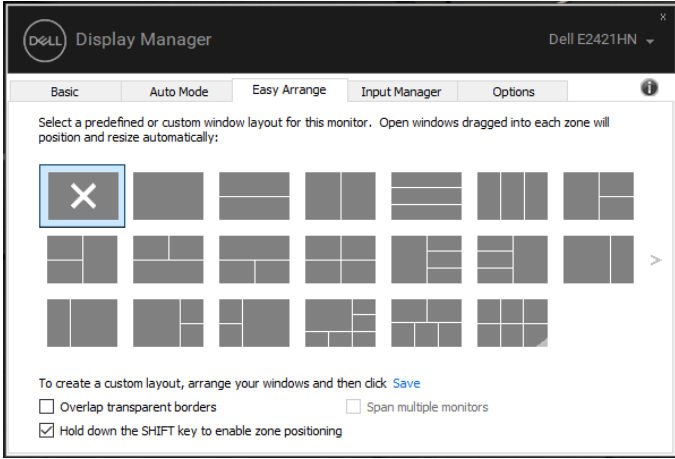 x
DELL Display Manager
Dell E2421HN
Basic Auto Mode Easy Arrange Input Manager Options
Select a predefined or custom window layout for this monitor. Open windows dragged into each zone will
position and resize automatically:
>
To create a custom layout, arrange your windows and then click Save
Overlap transparent borders Span multiple monitors
Hold down the SHIFT key to enable zone positioning